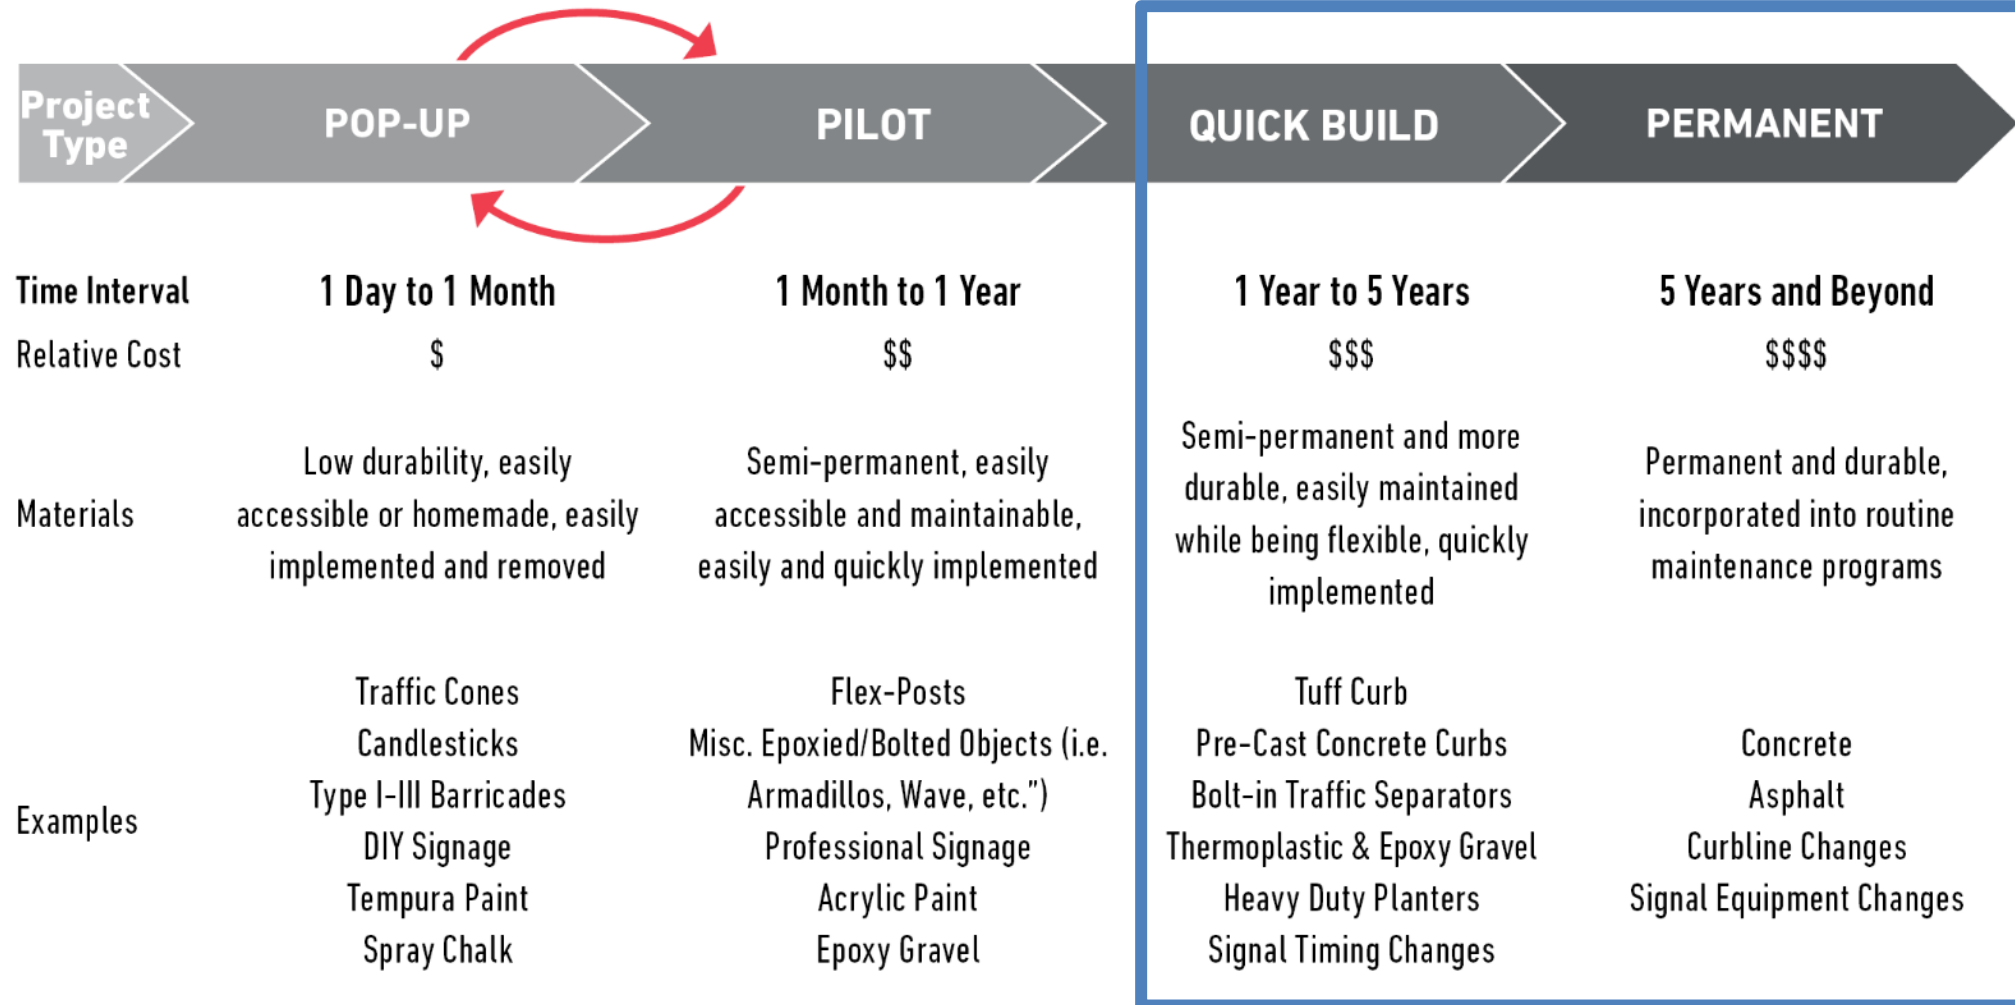 Project
Type
POP-UP
PILOT
QUICK BUILD
PERMANENT
Time Interval
1 Day to 1 Month
1 Month to 1 Year
1 Year to 5 Years
5 Years and Beyond
Relative Cost
$
$$
$$$
$$$$
Materials
Low durability, easily
accessible or homemade, easily
implemented and removed
Semi-permanent, easily
accessible and maintainable,
easily and quickly implemented
Semi-permanent and more
durable, easily maintained
while being flexible, quickly
implemented
Permanent and durable,
incorporated into routine
maintenance programs
Examples
Traffic Cones
Candlesticks
Type I-III Barricades
DIY Signage
Tempura Paint
Spray Chalk
Flex-Posts
Misc. Epoxied/Bolted Objects (i.e.
Armadillos, Wave, etc.”)
Professional Signage
Acrylic Paint
Epoxy Gravel
Tuff Curb
Pre-Cast Concrete Curbs
Bolt-in Traffic Separators
Thermoplastic & Epoxy Gravel
Heavy Duty Planters
Signal Timing Changes
Concrete
Asphalt
Curbline Changes
Signal Equipment Changes